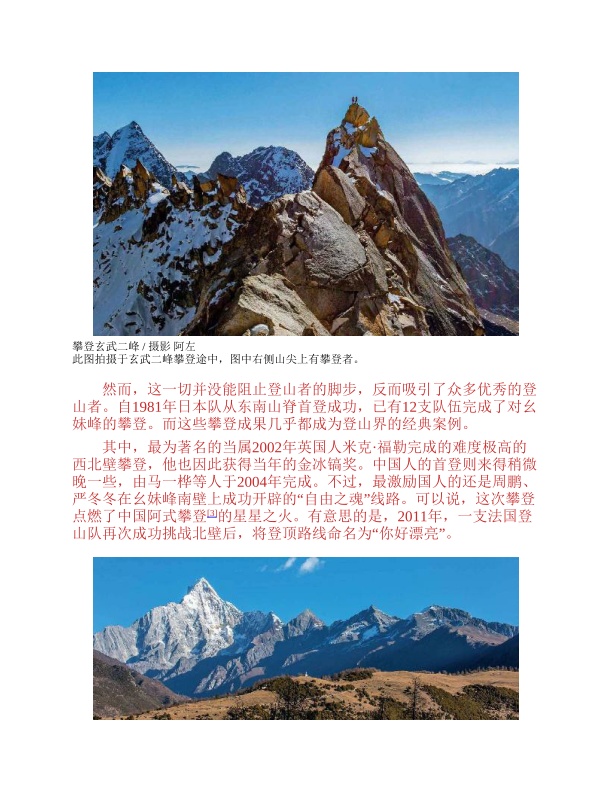 攀登玄武二峰 / 摄影 阿左
此图拍摄于玄武二峰攀登途中，图中右侧山尖上有攀登者。
然而，这一切并没能阻止登山者的脚步，反而吸引了众多优秀的登
山者。自1981年日本队从东南山脊首登成功，已有12支队伍完成了对幺
妹峰的攀登。而这些攀登成果几乎都成为登山界的经典案例。
其中，最为著名的当属2002年英国人米克·福勒完成的难度极高的
西北壁攀登，他也因此获得当年的金冰镐奖。中国人的首登则来得稍微
晚一些，由马一桦等人于2004年完成。不过，最激励国人的还是周鹏、
严冬冬在幺妹峰南壁上成功开辟的“自由之魂”线路。可以说，这次攀登
点燃了中国阿式攀登[3]的星星之火。有意思的是，2011年，一支法国登
山队再次成功挑战北壁后，将登顶路线命名为“你好漂亮”。